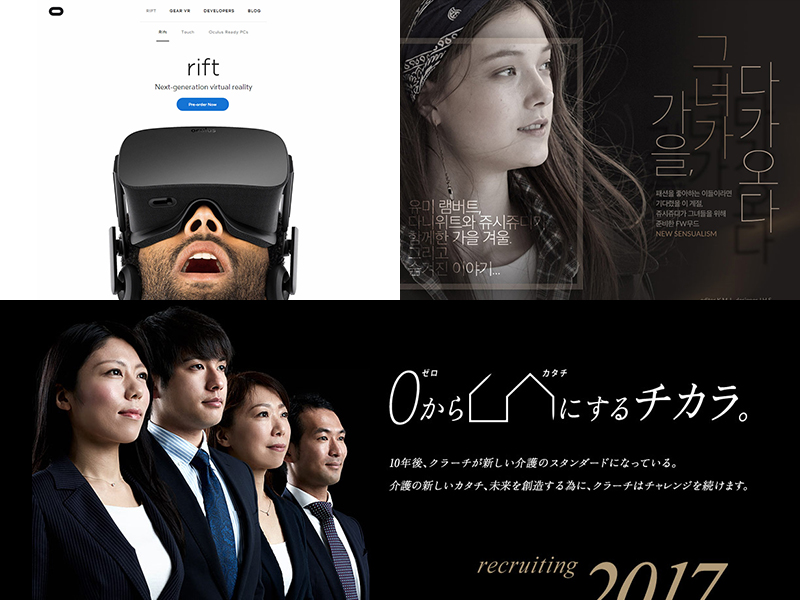 RIFT GEAR VR DEVELOPERS BLOG
Rift Touch Oculus Ready PCs
rift
Next-generation virtual reality
Pre-order Now
oculus
가을,
그녀가
다가오다
패션을 좋아하는 이들이라면
기다렸을 이 계절,
쥬시쥬디가 그녀들을 위해
준비한 FW무드
NEW SENSUALISM
우미 램버트,
다니위트와 쥬시쥬디?
함께한 가을 겨울.
그리고
숨겨진 이야기...
ゼロ カタチ
0から にするチカラ。
10年後、クラーチが新しい介護のスタンダードになっている。
介護の新しいカタチ、未来を創造する為に、クラーチはチャレンジを続けます。
recruiting
2017